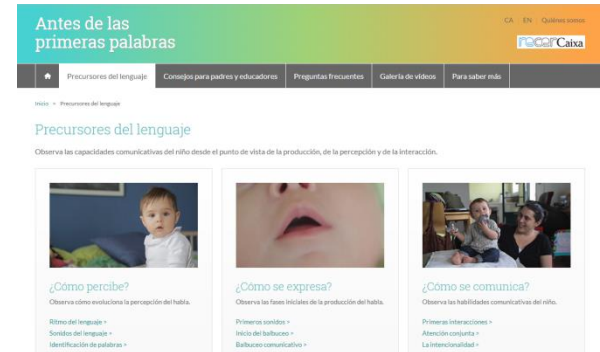 Antes de las
primeras palabras
CA EN Quiénes somos
recerCaixa
Precursores del lenguaje Consejos para padres y educadores Preguntas frecuentes Galería de vídeos Para saber más
Inicio > Precursores del lenguaje
Precursores del lenguaje
Observa las capacidades comunicativas del niño desde el punto de vista de la producción, de la percepción y de la interacción.
¿Cómo percibe?
Observa cómo evoluciona la percepción del habla.
Ritmo del lenguaje »
Sonidos del lenguaje »
Identificación de palabras »
¿Cómo se expresa?
Observa las fases iniciales de la producción del habla.
Primeros sonidos »
Inicio del balbuceo »
Balbuceo comunicativo »
¿Cómo se comunica?
Observa las habilidades comunicativas del niño.
Primeras interacciones »
Atención conjunta »
La intencionalidad »